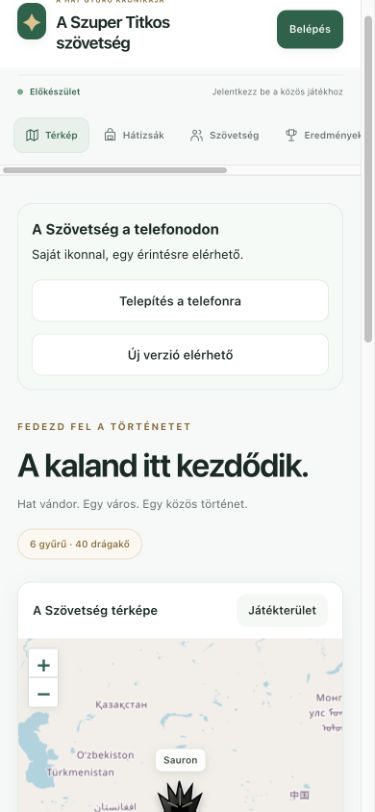 A HAT GYŰRŰ KRÓNIKÁJA
A Szuper Titkos
szövetség
Belépés
Előkészület
Jelentkezz be a közös játékhoz
Térkép
Hátizsák
Szövetség
Eredmények
A Szövetség a telefonodon
Saját ikonnal, egy érintésre elérhető.
Telepítés a telefonra
Új verzió elérhető
FEDEZD FEL A TÖRTÉNETET
A kaland itt kezdődik.
Hat vándor. Egy város. Egy közös történet.
6 gyűrű · 40 drágakő
A Szövetség térképe
Játékterület
+
−
Қазақстан
Монг
улс
Oʻzbekiston
Türkmenistan
Sauron
中国
افغانستان